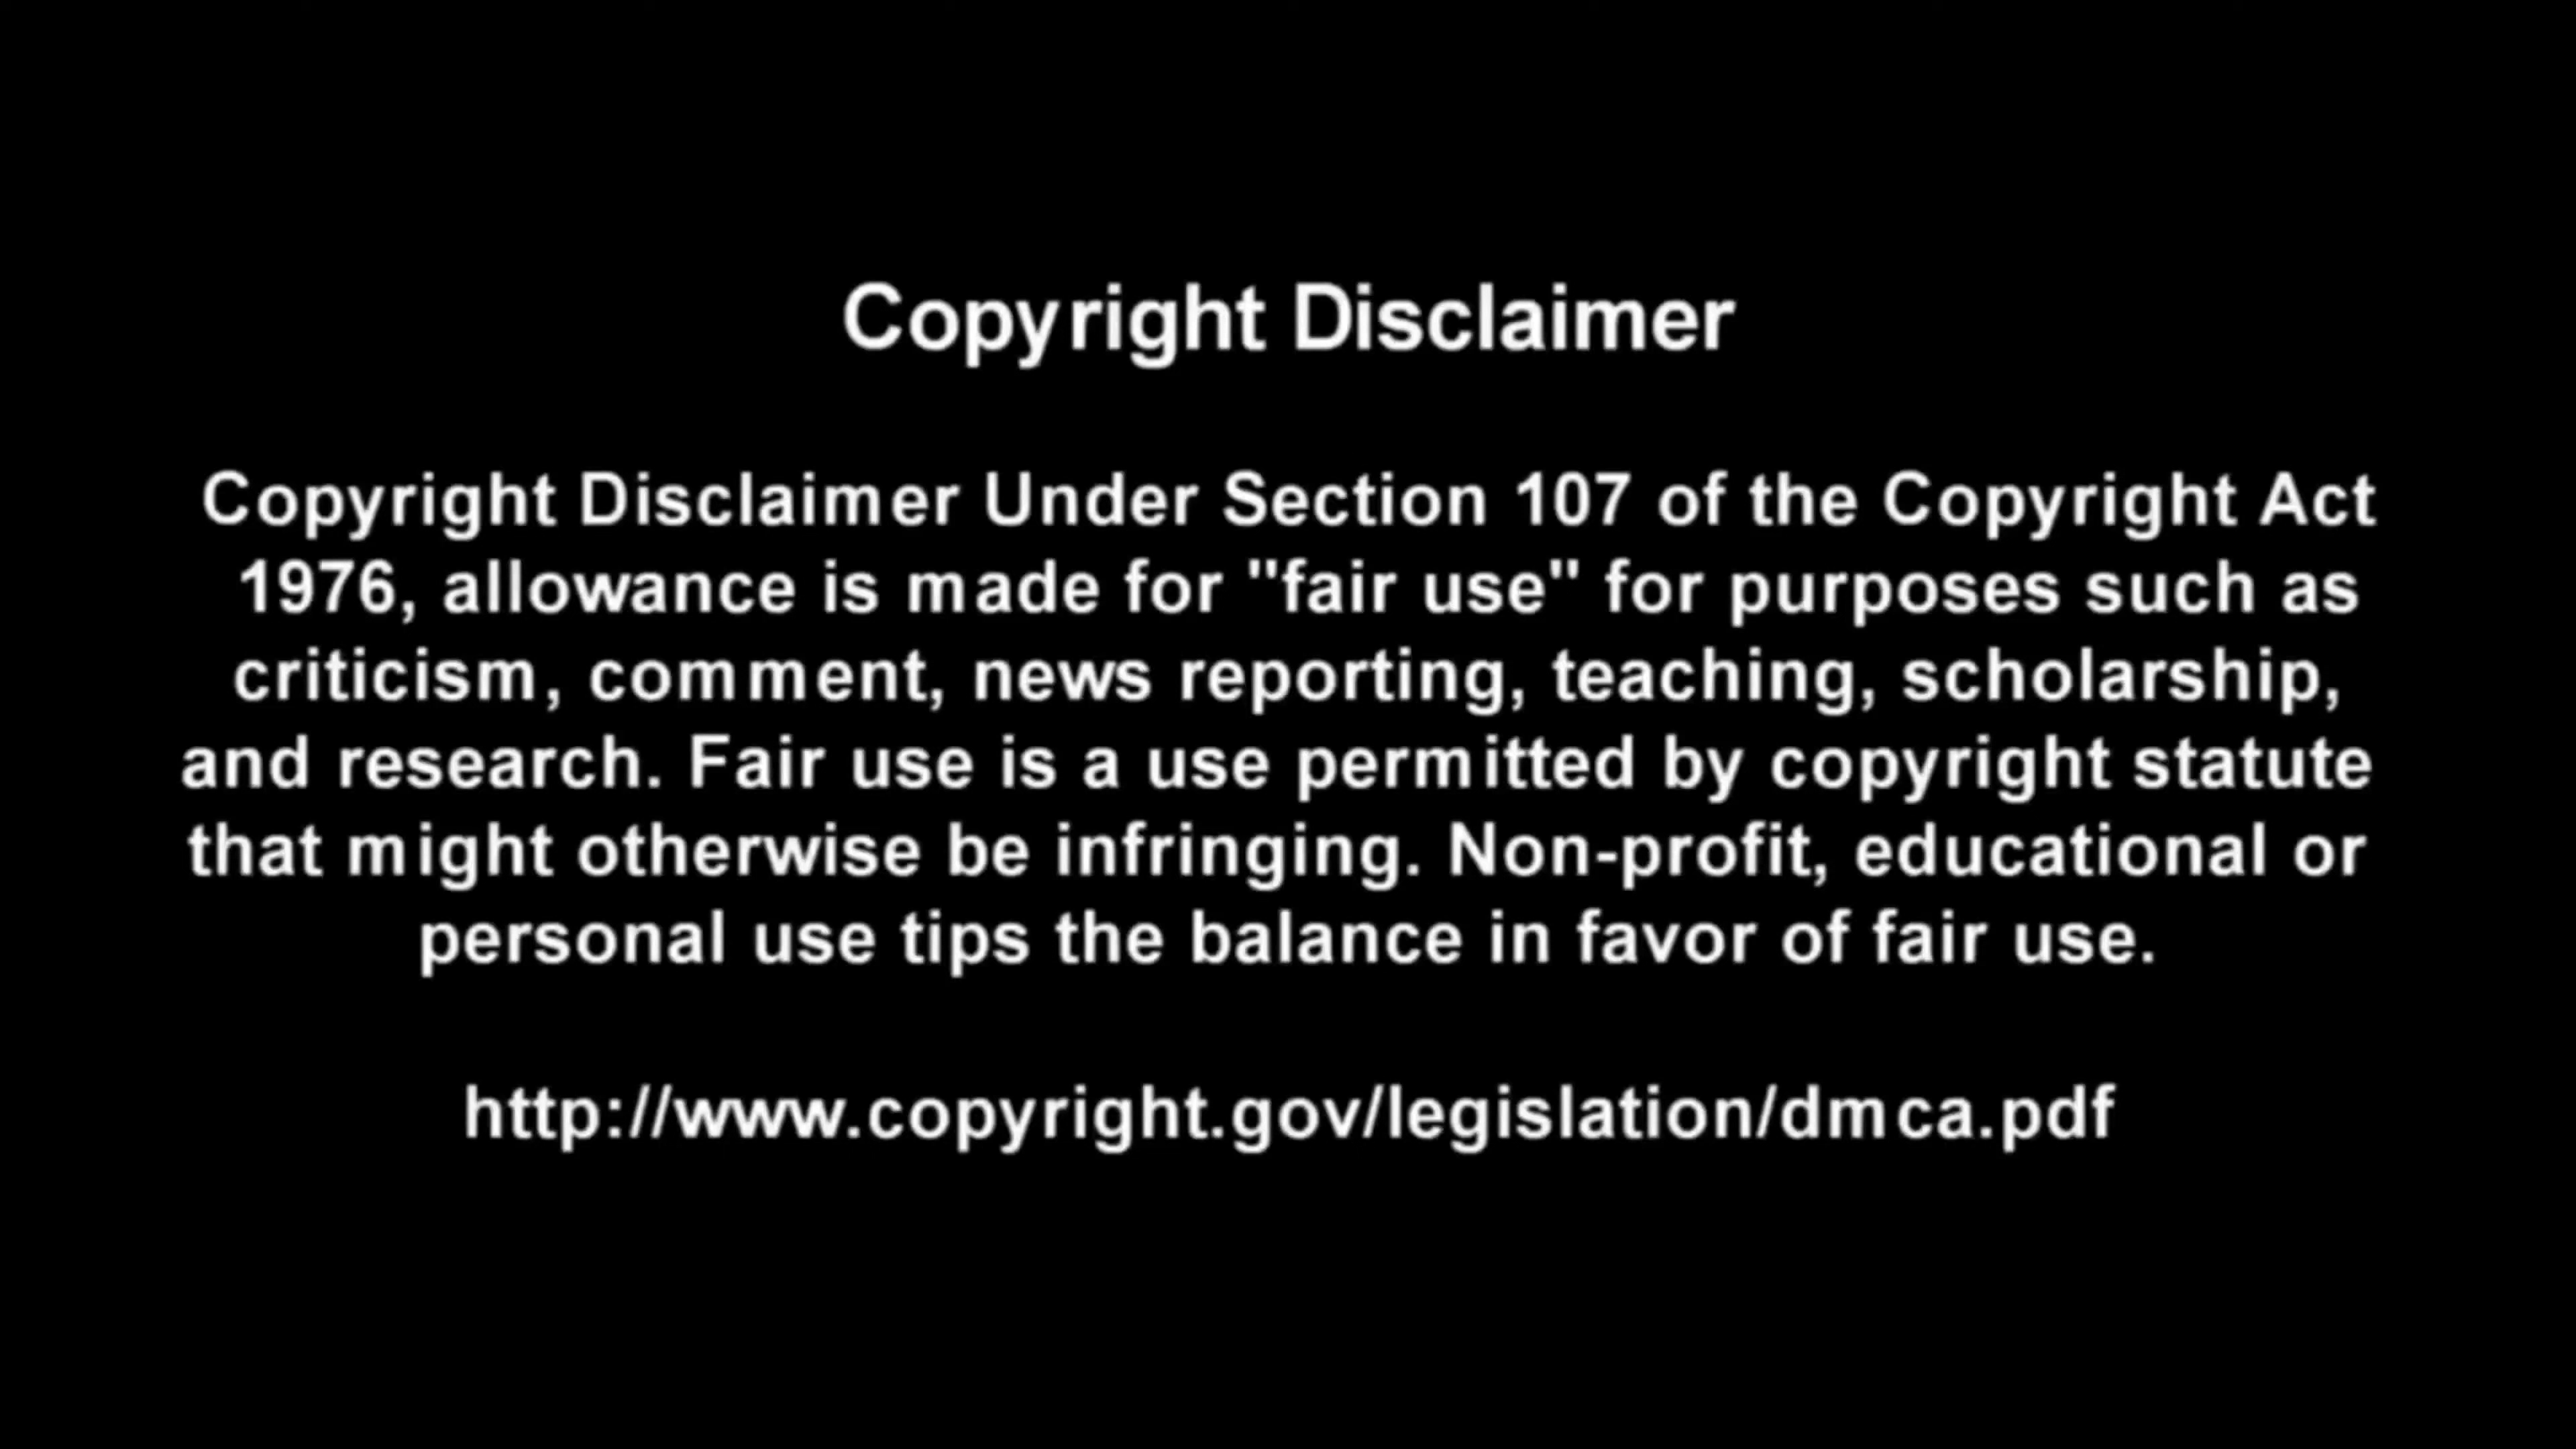 Copyright Disclaimer
Copyright Disclaimer Under Section 107 of the Copyright Act
1976, allowance is made for "fair use" for purposes such as
criticism, comment, news reporting, teaching, scholarship,
and research. Fair use is a use permitted by copyright statute
that might otherwise be infringing. Non-profit, educational or
personal use tips the balance in favor of fair use.
http://www.copyright.gov/legislation/dmca.pdf